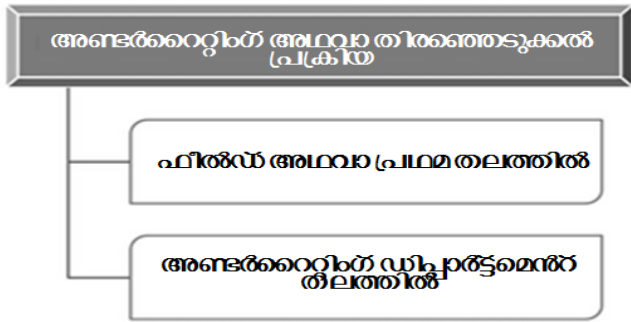 അണ്ടർറൈറ്റിംഗ് അഥവാ തിരഞ്ഞെടുക്കൽ
പ്രക്രിയ
ഫീൽഡ് അഥവാ പ്രഥമ തലത്തിൽ
അണ്ടർറൈറ്റിംഗ് ഡിപ്പാർട്ട്മെൻറ്
തലത്തിൽ